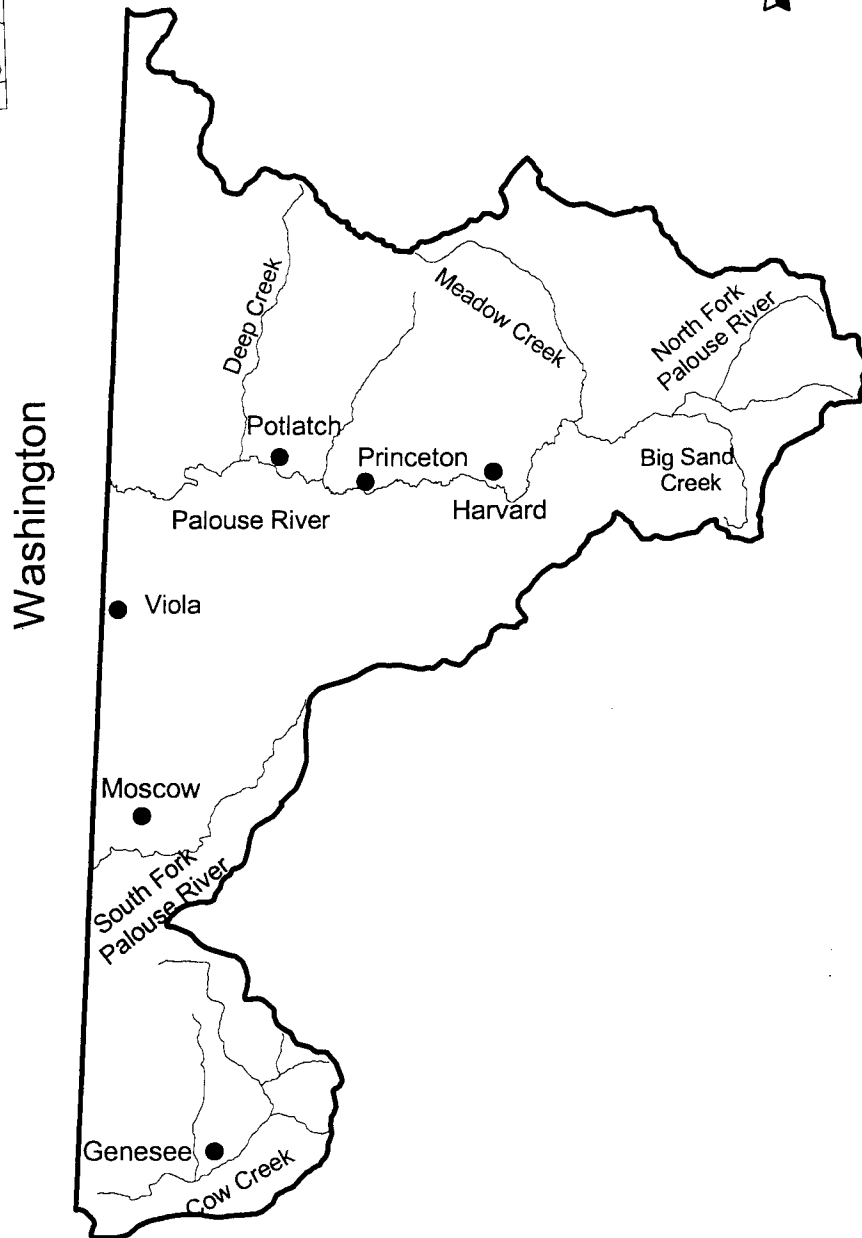 Deep Creek
Meadow Creek
North Fork
Palouse River
Potlatch
Princeton
Harvard
Big Sand
Creek
Palouse River
Washington
Viola
Moscow
South Fork
Palouse River
Genesee
Cow Creek